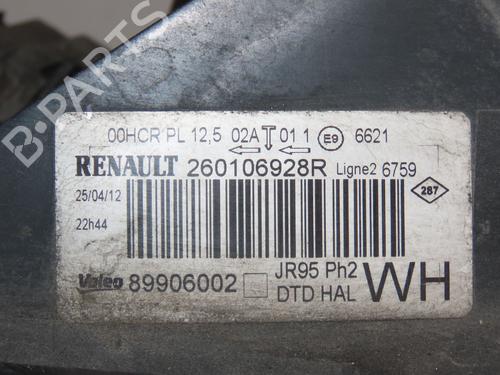 00HCR PL 12,5 02A T 01 1 E9 6621
RENAULT 260106928R Ligne2 6759
25/04/12
22h44
287
Valeo 89906002
JR95 Ph2
DTD HAL
WH
B-PARTS